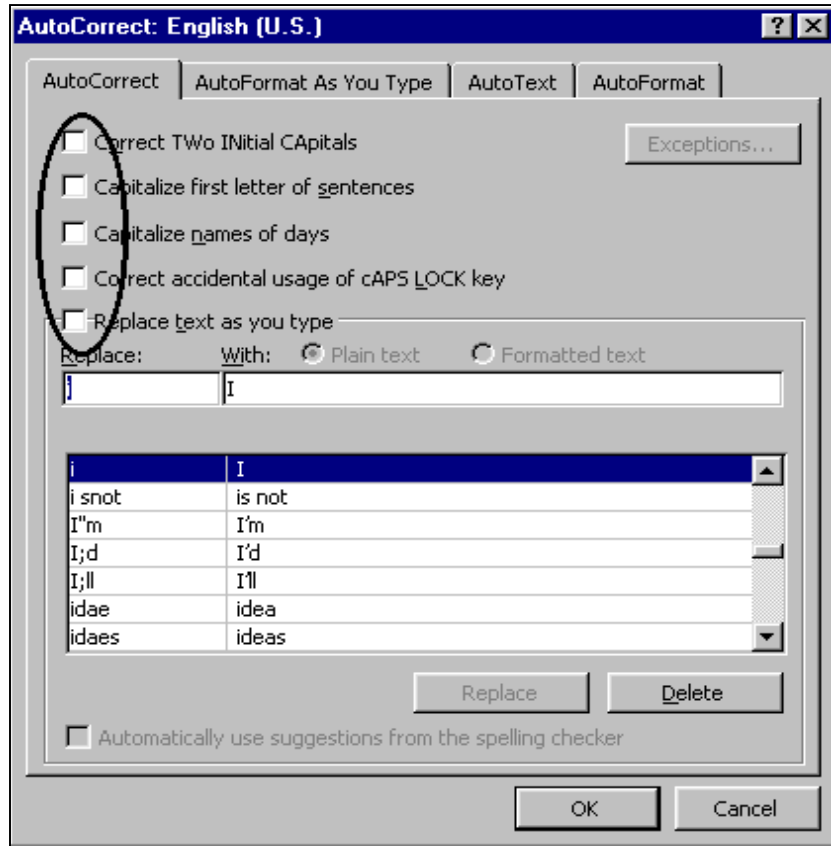 AutoCorrect: English (U.S.)
AutoCorrect AutoFormat As You Type AutoText AutoFormat
Correct TWo INitial CApitals Exceptions...
Capitalize first letter of sentences
Capitalize names of days
Correct accidental usage of cAPS LOCK key
Replace text as you type
Replace: With: Plain text Formatted text
i I
i I
i snot is not
I"m I'm
I;d I'd
I;ll I'll
idae idea
idaes ideas
Replace Delete
Automatically use suggestions from the spelling checker
OK Cancel